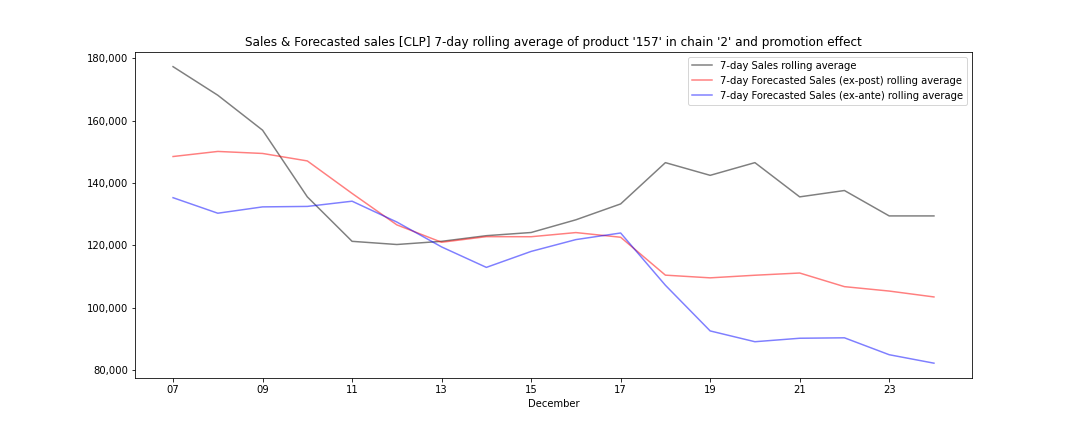 Sales & Forecasted sales [CLP] 7-day rolling average of product '157' in chain '2' and promotion effect
7-day Sales rolling average
7-day Forecasted Sales (ex-post) rolling average
7-day Forecasted Sales (ex-ante) rolling average
180,000
160,000
140,000
120,000
100,000
80,000
07 09 11 13 15 17 19 21 23
December